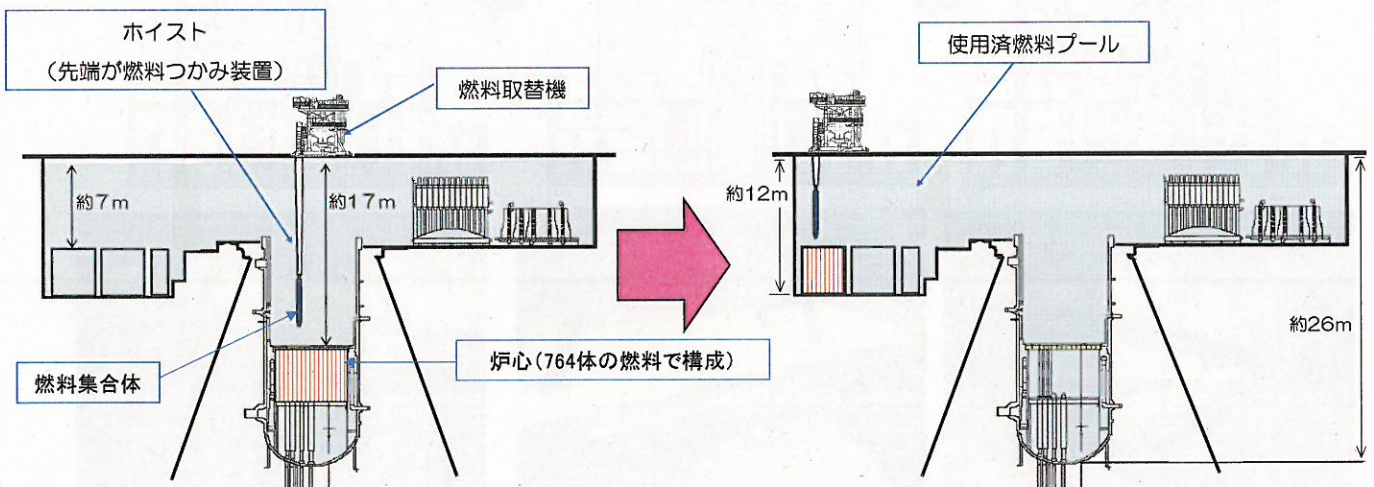 ホイスト
（先端が燃料つかみ装置）
燃料取替機
使用済燃料プール
約7m
約17m
約12m
約26m
燃料集合体
炉心（764体の燃料で構成）